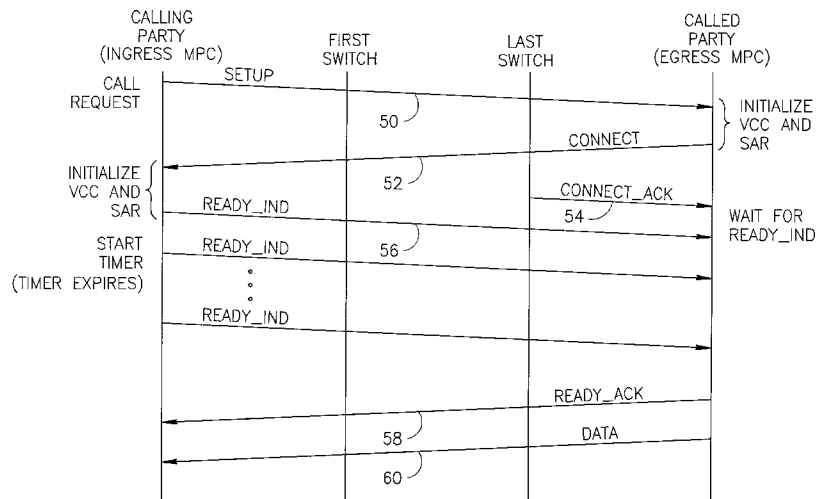 CALLING
PARTY
(INGRESS MPC)
FIRST
SWITCH
LAST
SWITCH
CALLED
PARTY
(EGRESS MPC)
CALL
REQUEST
SETUP
50
INITIALIZE
VCC AND
SAR
CONNECT
52
INITIALIZE
VCC AND
SAR
CONNECT_ACK
54
READY_IND
56
WAIT FOR
READY_IND
START
TIMER
(TIMER EXPIRES)
READY_IND
READY_IND
READY_ACK
58
DATA
60